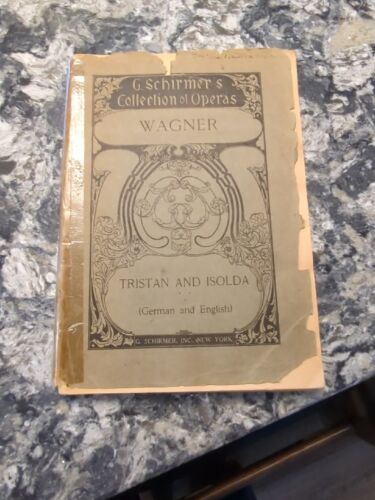 G. Schirmer's
Collection of Operas
WAGNER
TRISTAN AND ISOLDA
(German and English)
G. SCHIRMER, INC., NEW YORK